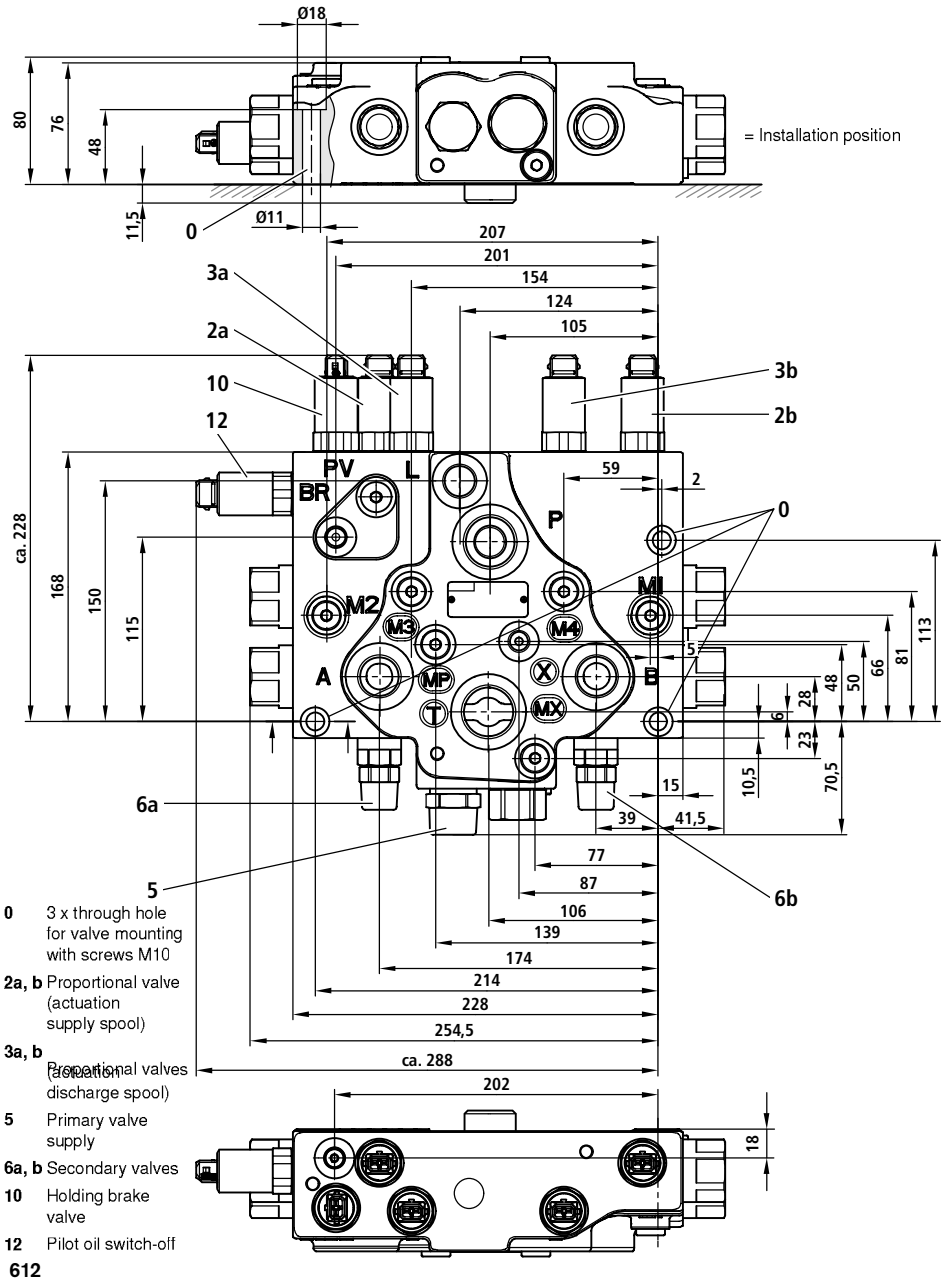 Ø18
80
76
48
11,5
Ø11
0
= Installation position
207
201
154
124
105
3a
2a
10
12
3b
2b
0
59
2
PV
L
BR
P
M1
M2
M3
M4
MP
X
A
B
T
MX
ca. 228
168
150
115
113
81
66
50
48
28
5
6
23
10,5
70,5
15
39
41,5
6a
5
6b
77
87
106
139
174
214
228
254,5
ca. 288
202
18
0 3 x through hole
for valve mounting
with screws M10
2a, b Proportional valve
(actuation
supply spool)
3a, b
Proportional valves
(actuation
discharge spool)
5 Primary valve
supply
6a, b Secondary valves
10 Holding brake
valve
12 Pilot oil switch-off
612